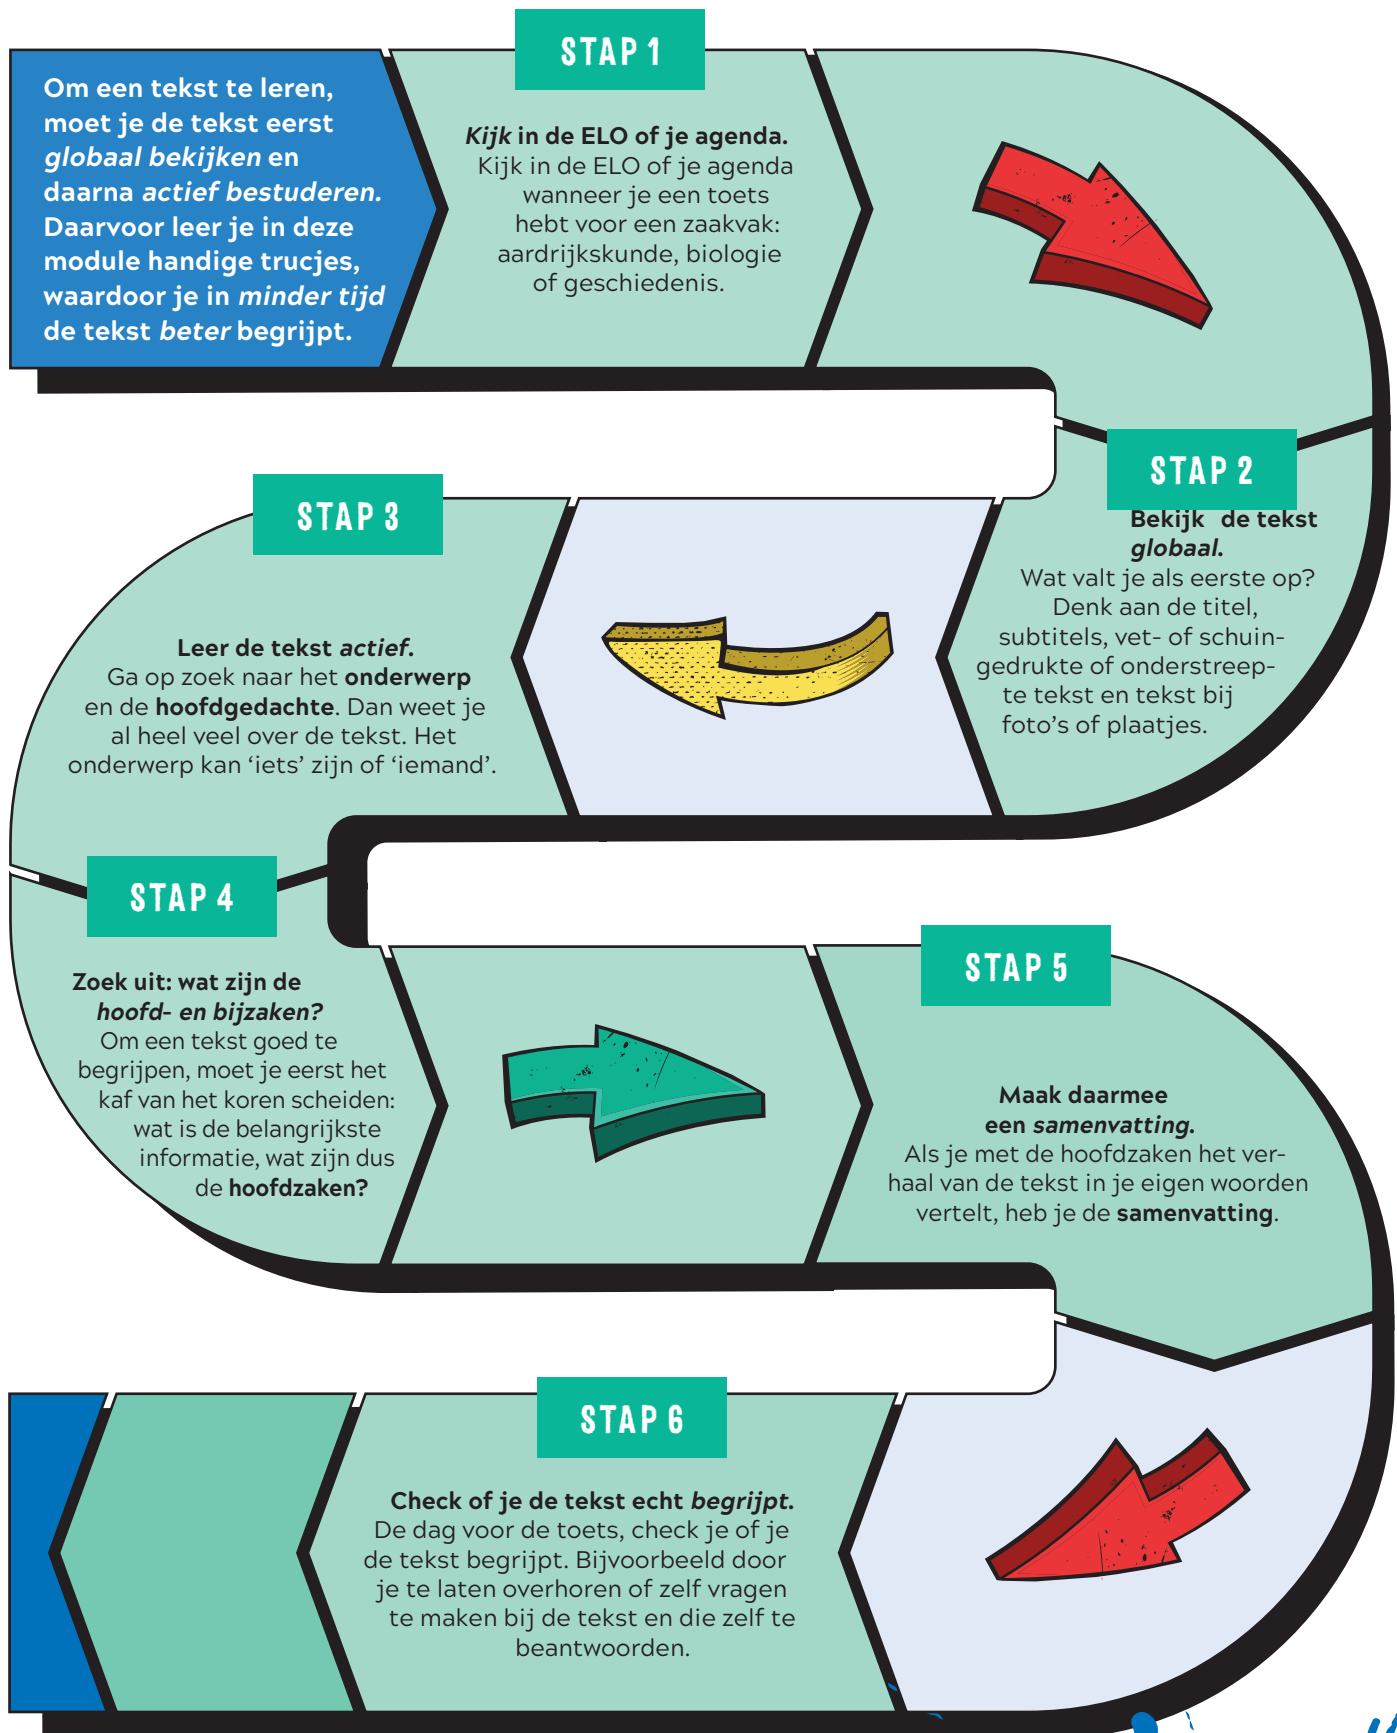 Om een tekst te leren,
moet je de tekst eerst
globaal bekijken en
daarna actief bestuderen.
Daarvoor leer je in deze
module handige trucjes,
waardoor je in minder tijd
de tekst beter begrijpt.
STAP 1
Kijk in de ELO of je agenda.
Kijk in de ELO of je agenda
wanneer je een toets
hebt voor een zaakvak:
aardrijkskunde, biologie
of geschiedenis.
STAP 2
Bekijk de tekst
globaal.
Wat valt je als eerste op?
Denk aan de titel,
subtitels, vet- of schuin-
gedrukte of onderstreep-
te tekst en tekst bij
foto's of plaatjes.
STAP 3
Leer de tekst actief.
Ga op zoek naar het onderwerp
en de hoofdgedachte. Dan weet je
al heel veel over de tekst. Het
onderwerp kan ‘iets’ zijn of ‘iemand’.
STAP 4
Zoek uit: wat zijn de
hoofd- en bijzaken?
Om een tekst goed te
begrijpen, moet je eerst het
kaf van het koren scheiden:
wat is de belangrijkste
informatie, wat zijn dus
de hoofdzaken?
STAP 5
Maak daarmee
een samenvatting.
Als je met de hoofdzaken het ver-
haal van de tekst in je eigen woorden
vertelt, heb je de samenvatting.
STAP 6
Check of je de tekst echt begrijpt.
De dag voor de toets, check je of je
de tekst begrijpt. Bijvoorbeeld door
je te laten overhoren of zelf vragen
te maken bij de tekst en die zelf te
beantwoorden.